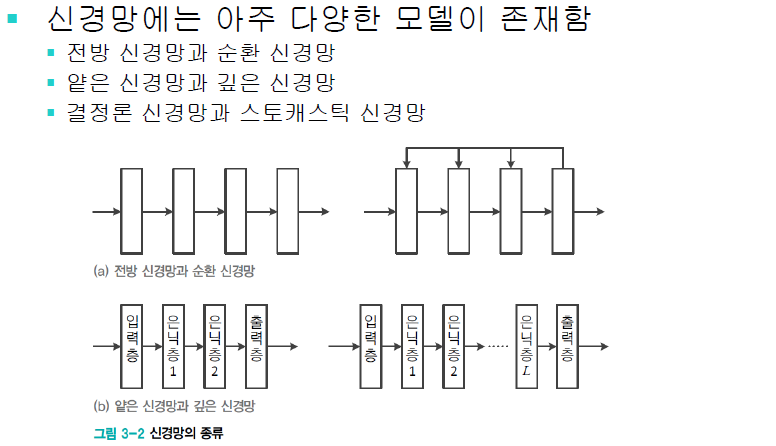 신경망에는 아주 다양한 모델이 존재함
전방 신경망과 순환 신경망
얕은 신경망과 깊은 신경망
결정론 신경망과 스토캐스틱 신경망
(a) 전방 신경망과 순환 신경망
입력층 은닉층1 은닉층2 출력층 입력층 은닉층1 은닉층2 ····· 은닉층L 출력층
(b) 얕은 신경망과 깊은 신경망
그림 3-2 신경망의 종류